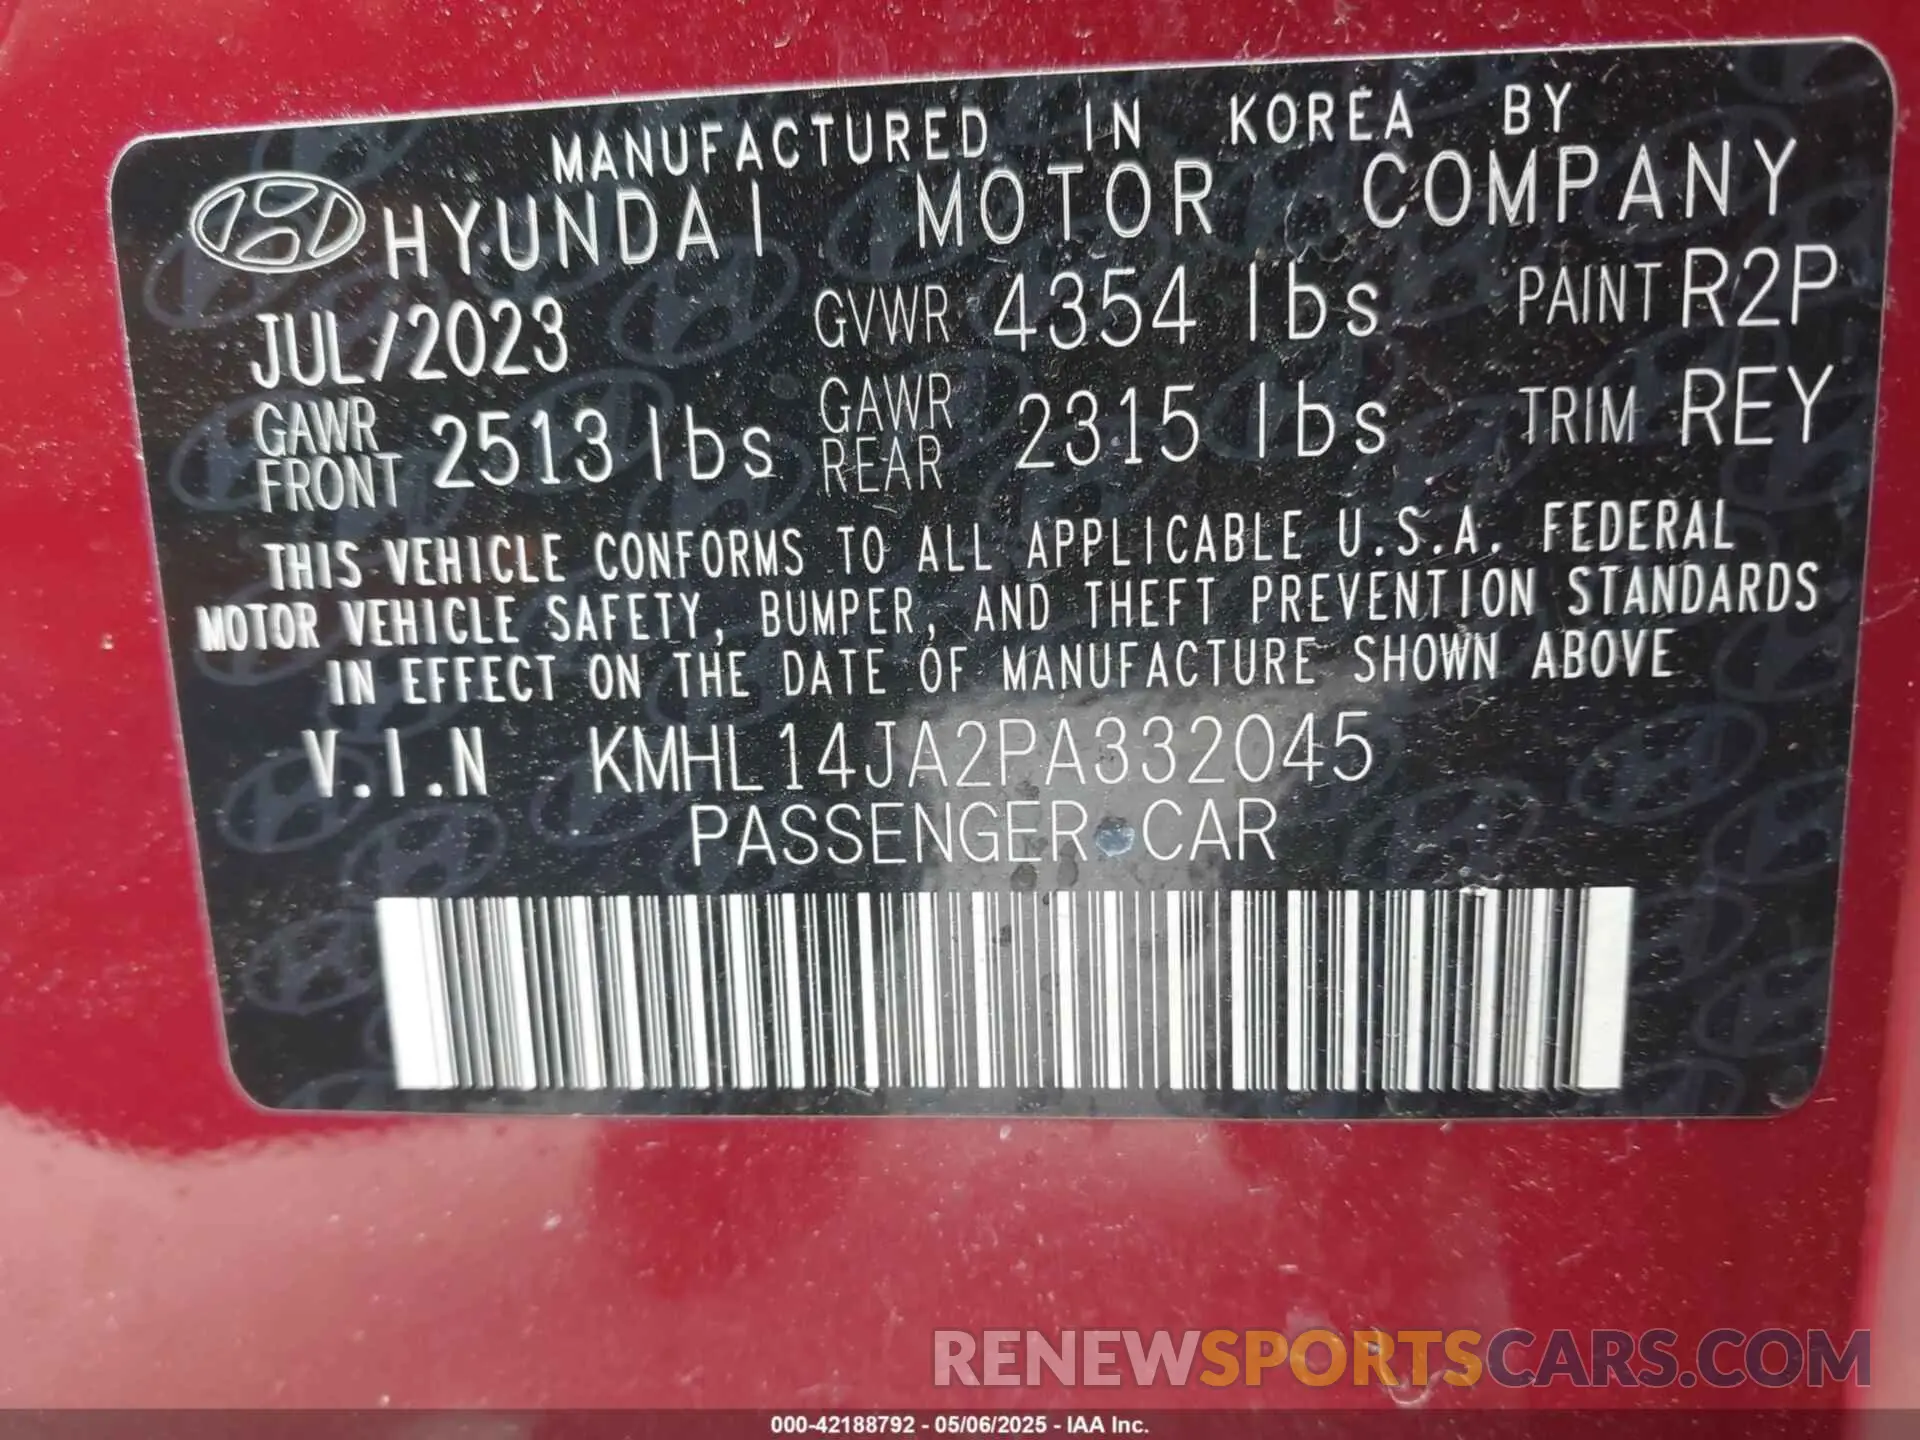 MANUFACTURED IN KOREA BY
HYUNDAI MOTOR COMPANY
JUL/2023 GVWR 4354 lbs PAINT R2P
GAWR FRONT 2513 lbs GAWR REAR 2315 lbs TRIM REY
THIS VEHICLE CONFORMS TO ALL APPLICABLE U.S.A. FEDERAL
MOTOR VEHICLE SAFETY, BUMPER, AND THEFT PREVENTION STANDARDS
IN EFFECT ON THE DATE OF MANUFACTURE SHOWN ABOVE
V.I.N KMHL14JA2PA332045
PASSENGER CAR
RENEWSPORTSCARS.COM
000-42188792 - 05/06/2025 - IAA Inc.